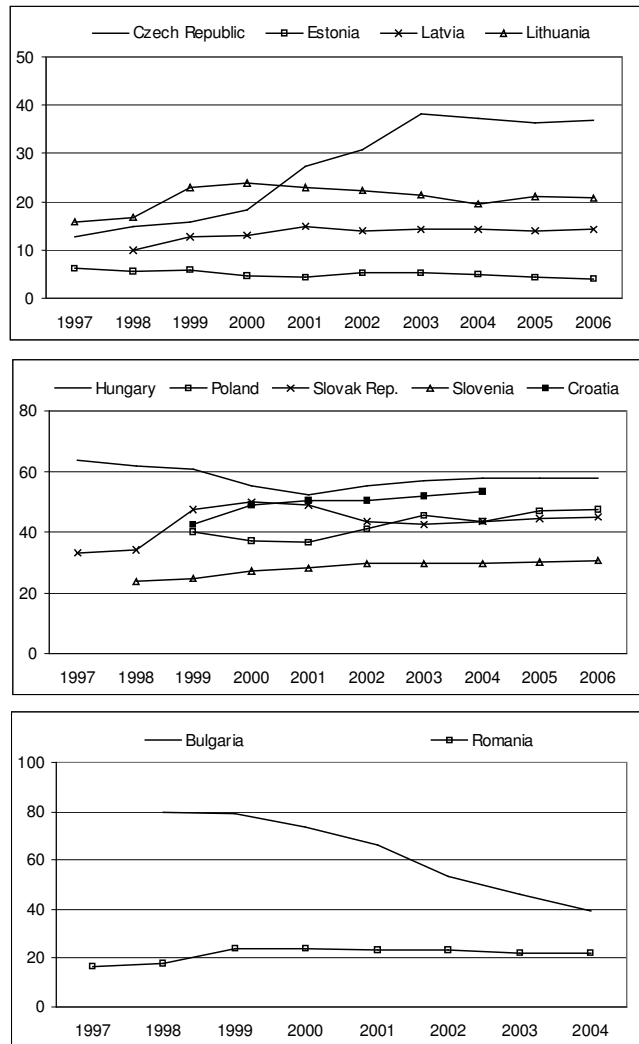 Czech Republic Estonia Latvia Lithuania
50
40
30
20
10
0
1997 1998 1999 2000 2001 2002 2003 2004 2005 2006
Hungary Poland Slovak Rep. Slovenia Croatia
80
60
40
20
0
1997 1998 1999 2000 2001 2002 2003 2004 2005 2006
Bulgaria Romania
100
80
60
40
20
0
1997 1998 1999 2000 2001 2002 2003 2004